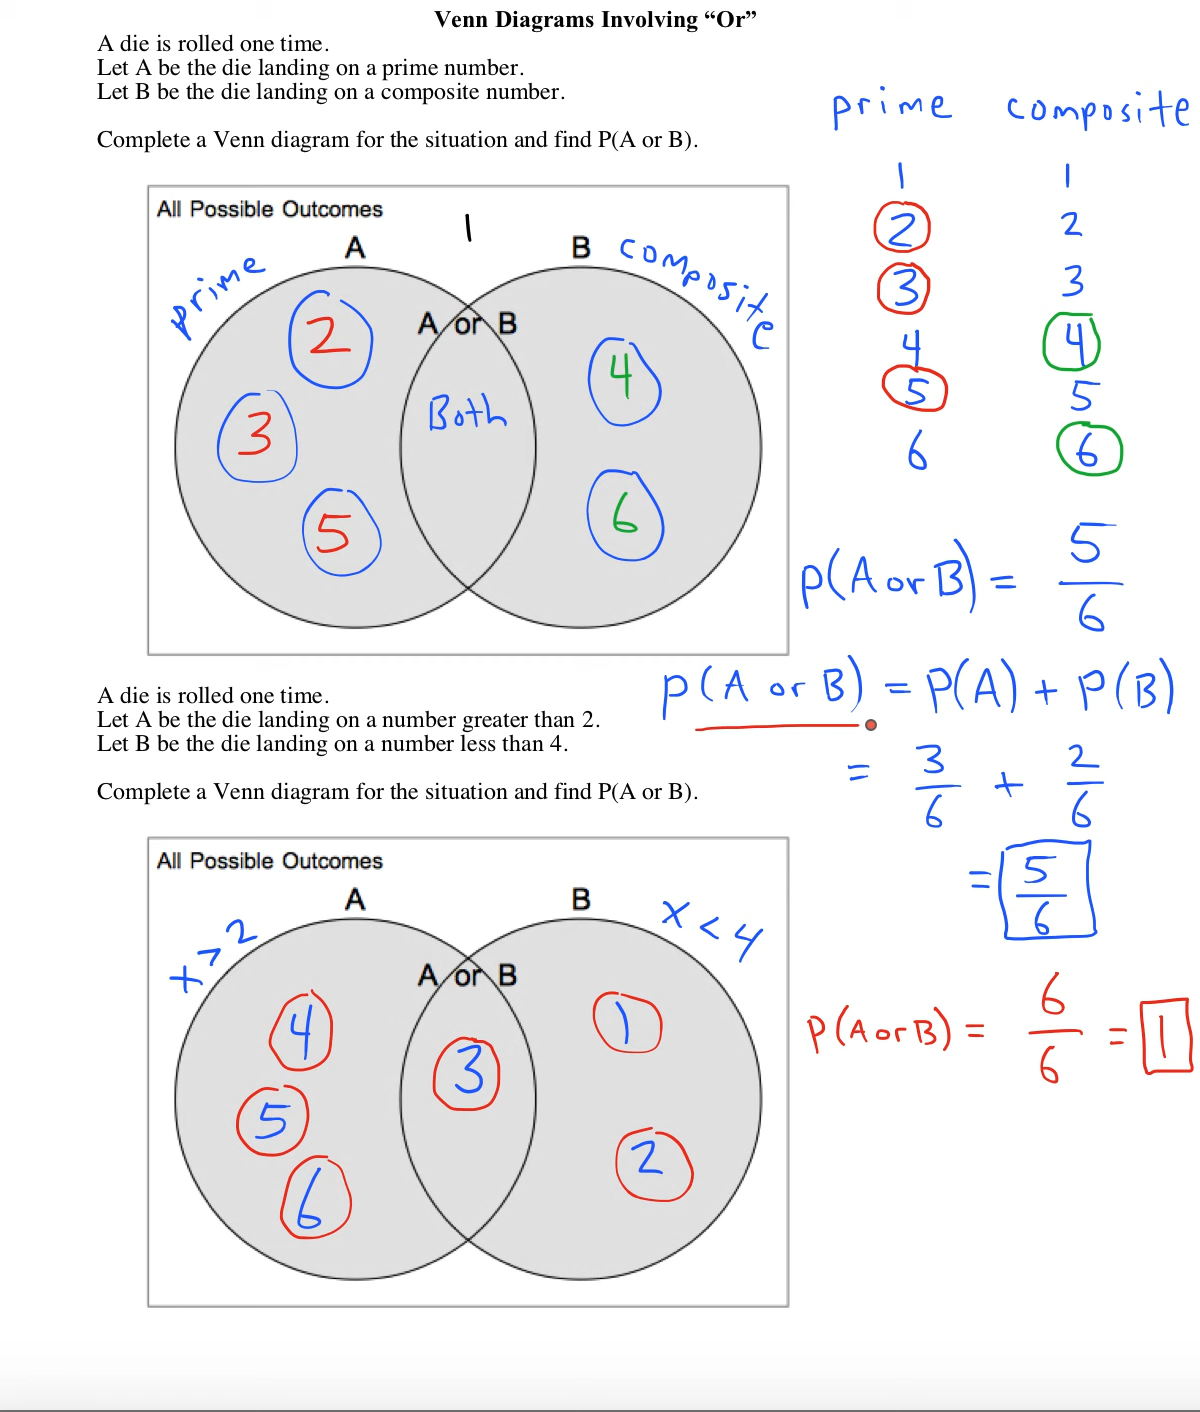 Venn Diagrams Involving “Or”
A die is rolled one time.
Let A be the die landing on a prime number.
Let B be the die landing on a composite number.
Complete a Venn diagram for the situation and find P(A or B).
prime composite
1 1
2 2
3 3
4 4
5 5
6 6
All Possible Outcomes
1
A B
prime composite
A or B
2 4
3 Both
5 6
P(A or B) = 5/6
P(A or B) = P(A) + P(B)
= 3/6 + 2/6
= 5/6
A die is rolled one time.
Let A be the die landing on a number greater than 2.
Let B be the die landing on a number less than 4.
Complete a Venn diagram for the situation and find P(A or B).
All Possible Outcomes
A B
x > 2 x < 4
A or B
4 3 1
5
6 2
P(A or B) = 6/6 = 1